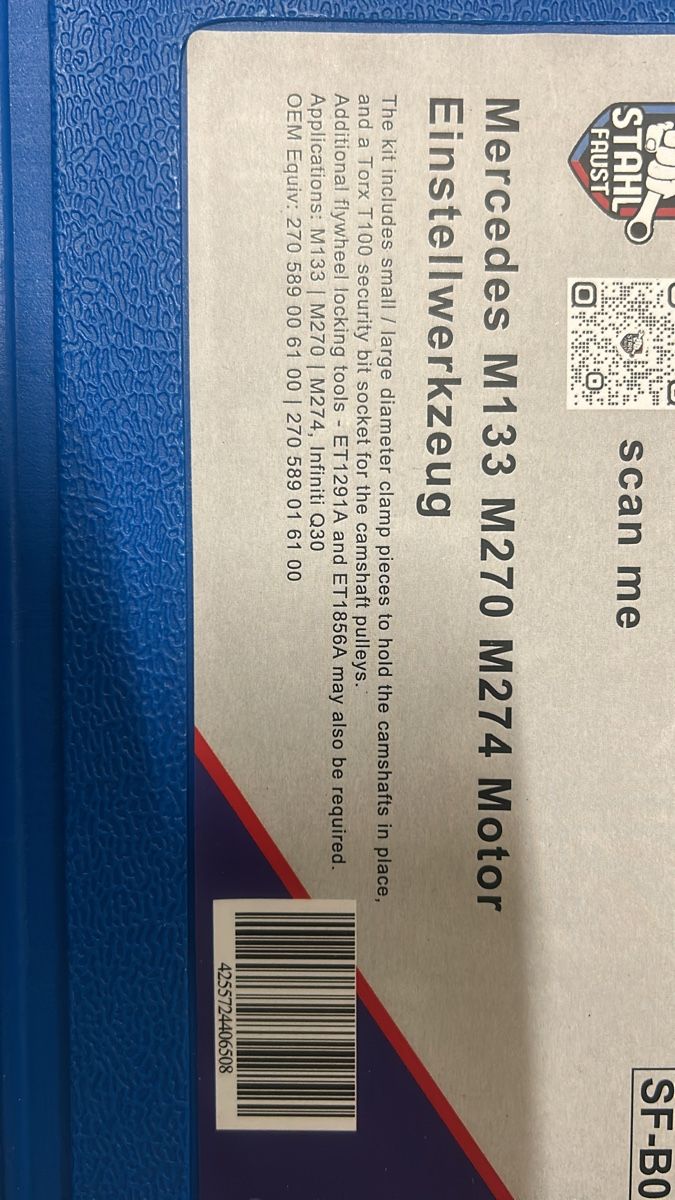 STAHL
FAUST
scan me
Mercedes M133 M270 M274 Motor
Einstellwerkzeug
The kit includes small / large diameter clamp pieces to hold the camshafts in place,
and a Torx T100 security bit socket for the camshaft pulleys.
Additional flywheel locking tools - ET1291A and ET1856A may also be required.
Applications: M133 | M270 | M274, Infiniti Q30
OEM Equiv: 270 589 00 61 00 | 270 589 01 61 00
SF-B0
4255724406508